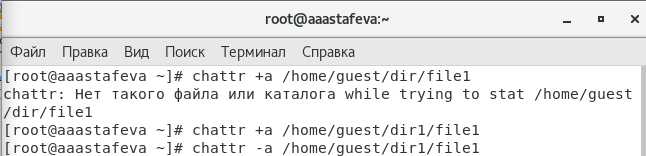 root@aaastafeva:~
Файл Правка Вид Поиск Терминал Справка
[root@aaastafeva ~]# chattr +a /home/guest/dir/file1
chattr: Нет такого файла или каталога while trying to stat /home/guest
/dir/file1
[root@aaastafeva ~]# chattr +a /home/guest/dir1/file1
[root@aaastafeva ~]# chattr -a /home/guest/dir1/file1